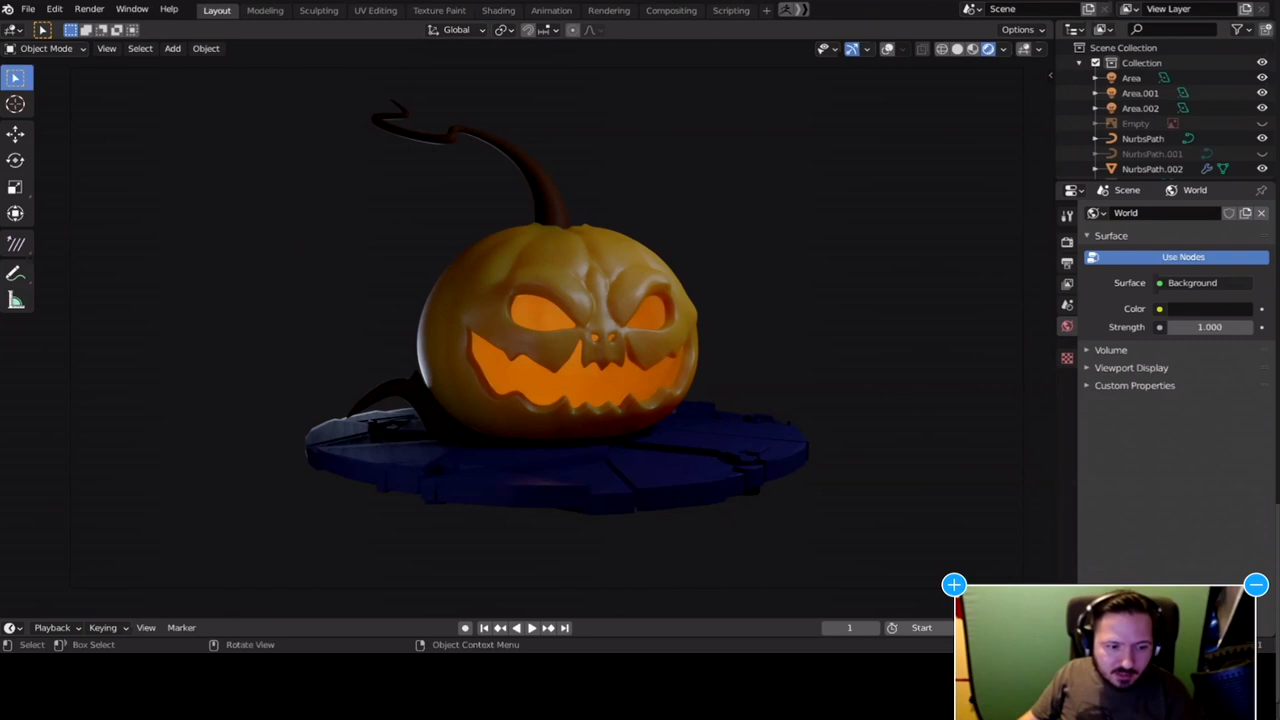 File Edit Render Window Help Layout Modeling Sculpting UV Editing Texture Paint Shading Animation Rendering Compositing Scripting + Scene View Layer
Global Options
Object Mode View Select Add Object
Scene Collection
Collection
Area
Area.001
Area.002
Empty
NurbsPath
NurbsPath.001
NurbsPath.002
Scene World
World
Surface
Use Nodes
Surface Background
Color
Strength 1.000
Volume
Viewport Display
Custom Properties
Playback Keying View Marker 1 Start
Select Box Select Rotate View Object Context Menu